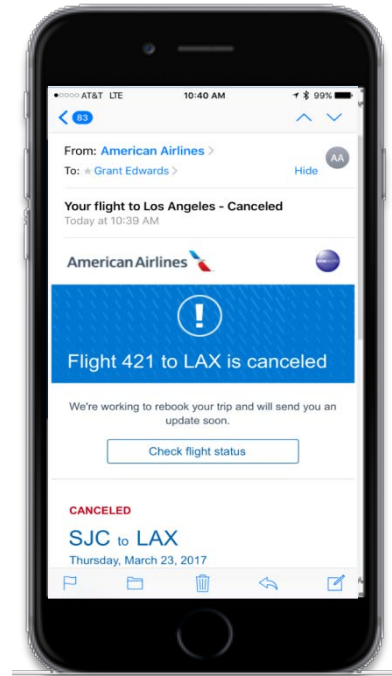 AT&T LTE 10:40 AM 99%
83
From: American Airlines
AA
To: Grant Edwards Hide
Your flight to Los Angeles - Canceled
Today at 10:39 AM
American Airlines
!
Flight 421 to LAX is canceled
We're working to rebook your trip and will send you an
update soon.
Check flight status
CANCELED
SJC to LAX
Thursday, March 23, 2017